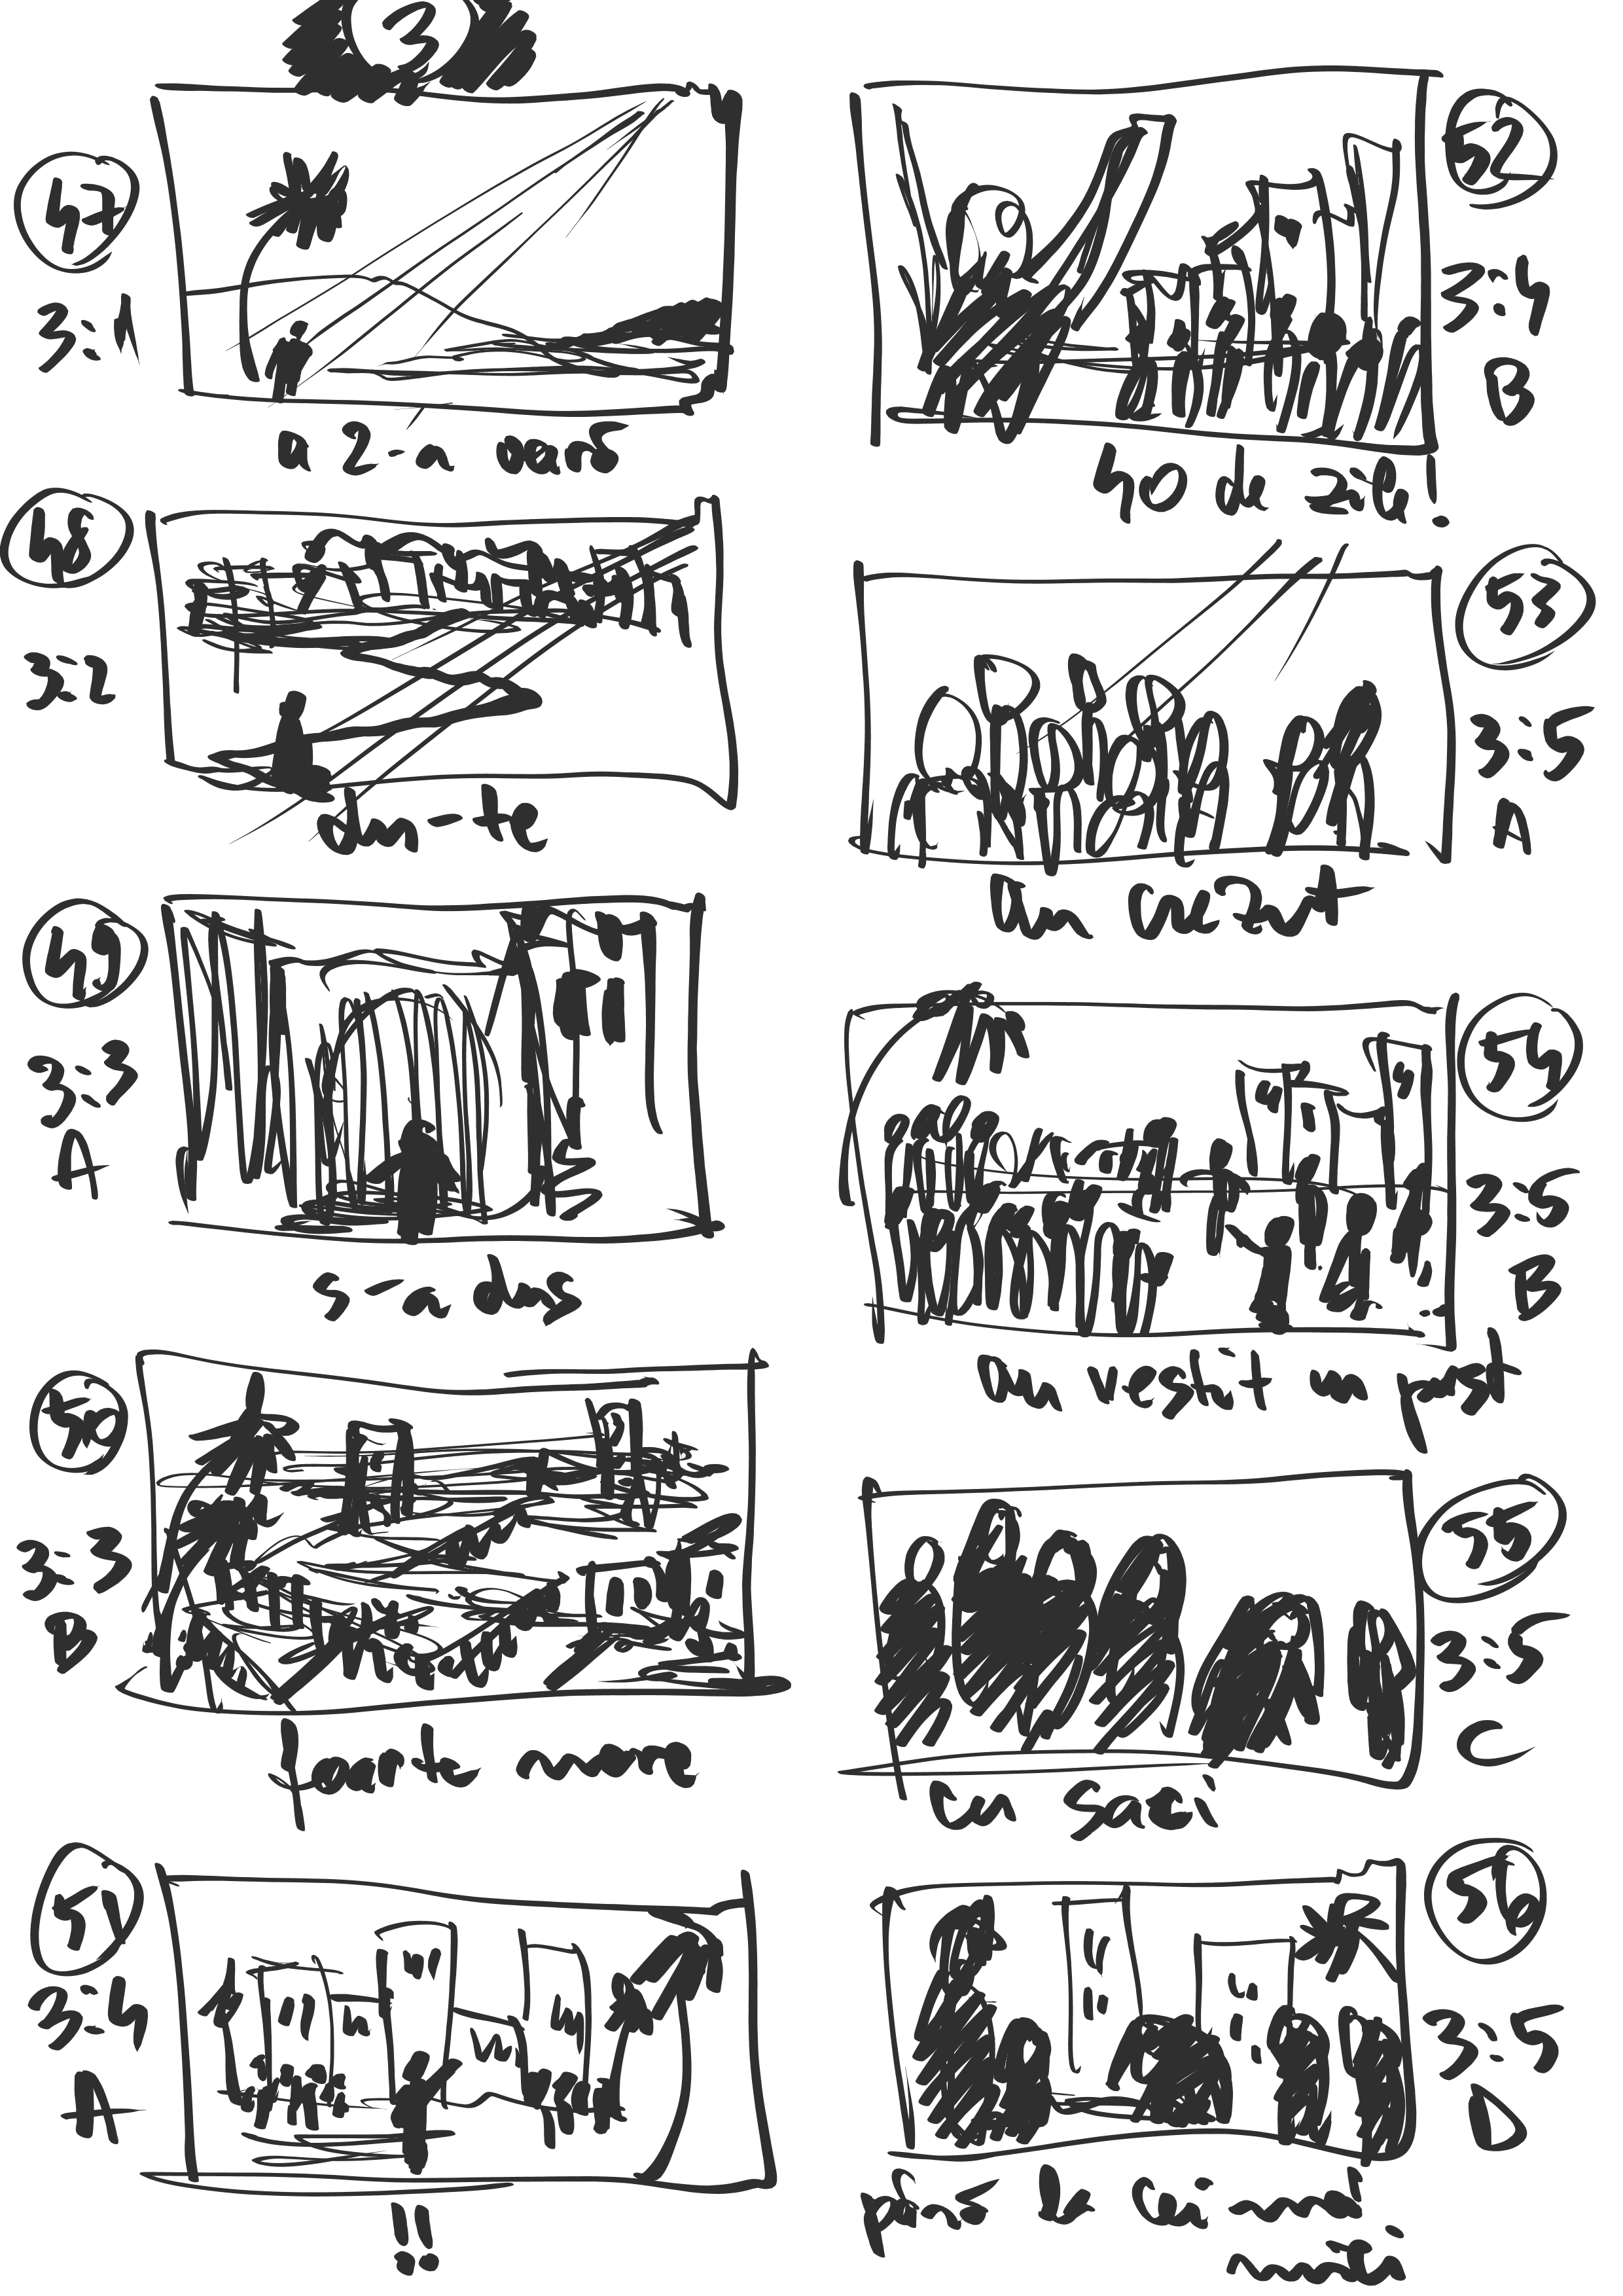 3
47
3:1
a 2-a oară
48
3:2
du-te
49
3:3
A
s-a dus
50
3:3
B
foarte mare
51
3:4
A
!!
52
3:4
B
40 de zile!
53
3:5
A
Au crezut
54
3:5
B
au vestit un post
55
3:5
C
cu saci
56
3:5
D
până la cei mai
mici